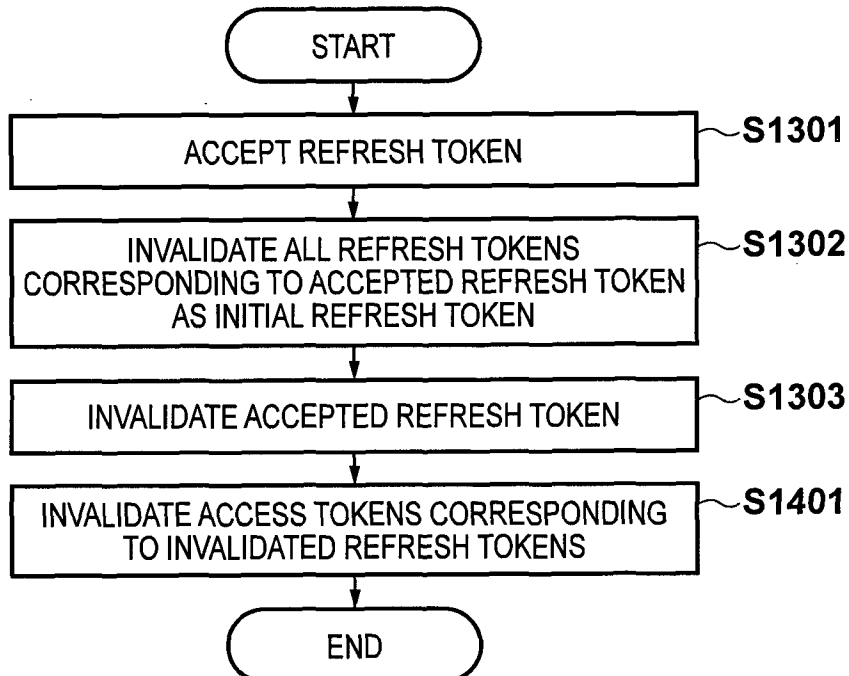 START
ACCEPT REFRESH TOKEN
S1301
INVALIDATE ALL REFRESH TOKENS
CORRESPONDING TO ACCEPTED REFRESH TOKEN
AS INITIAL REFRESH TOKEN
S1302
INVALIDATE ACCEPTED REFRESH TOKEN
S1303
INVALIDATE ACCESS TOKENS CORRESPONDING
TO INVALIDATED REFRESH TOKENS
S1401
END